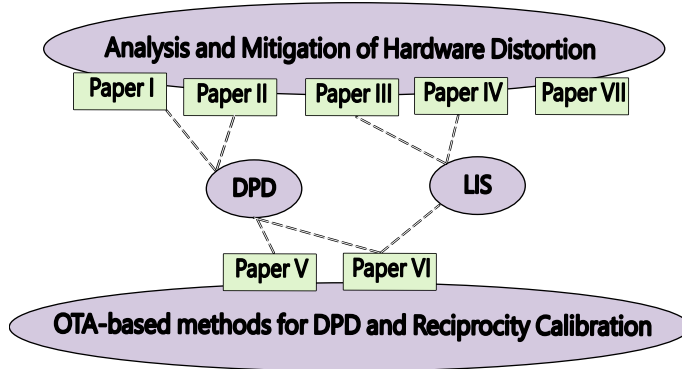 Analysis and Mitigation of Hardware Distortion
Paper I Paper II Paper III Paper IV Paper VII
DPD LIS
Paper V Paper VI
OTA-based methods for DPD and Reciprocity Calibration